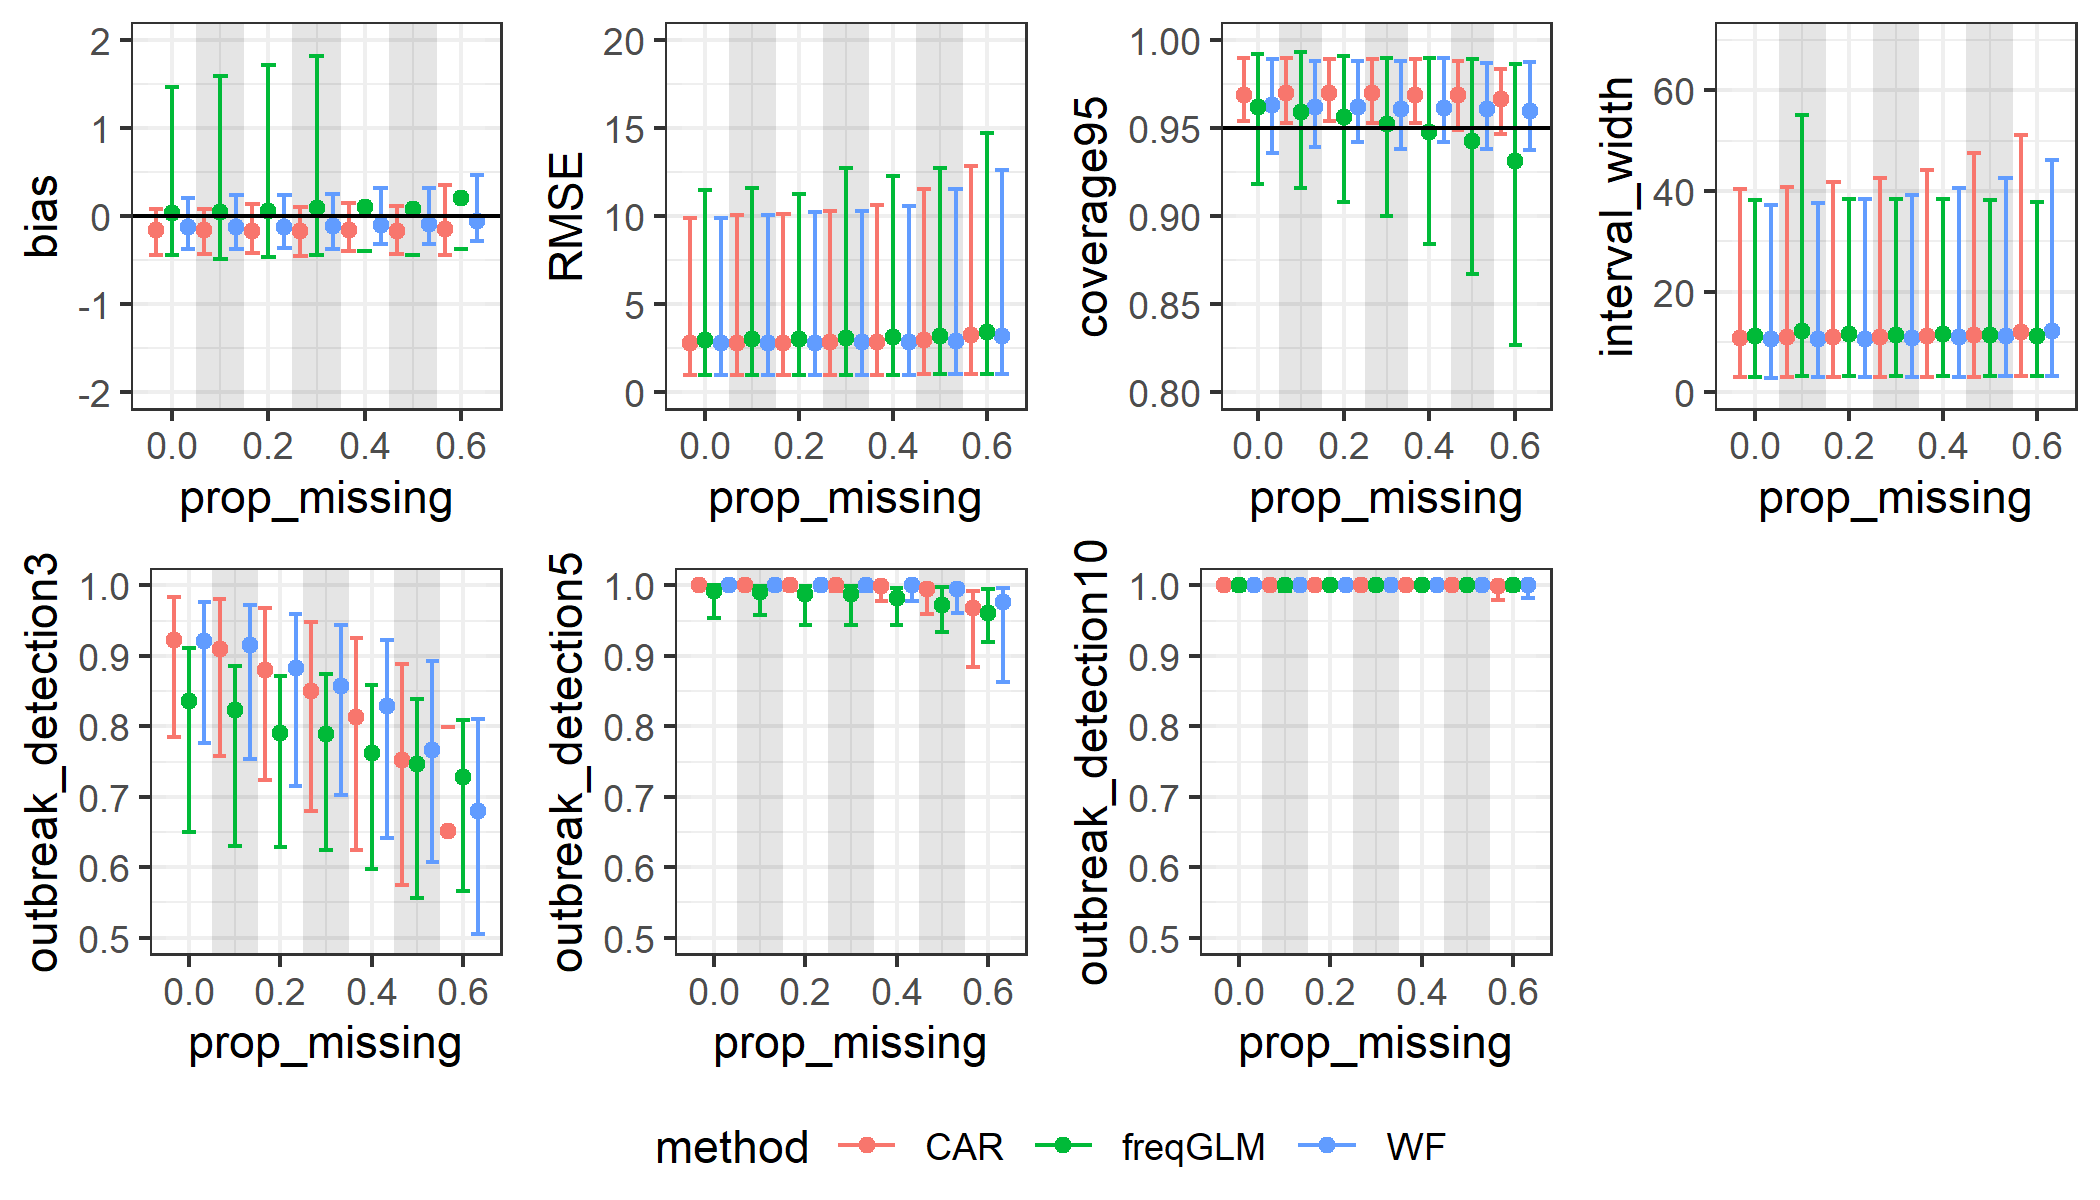 bias
2
1
0
-1
-2
0.0 0.2 0.4 0.6
prop_missing
RMSE
20
15
10
5
0
0.0 0.2 0.4 0.6
prop_missing
coverage95
1.00
0.95
0.90
0.85
0.80
0.0 0.2 0.4 0.6
prop_missing
interval_width
60
40
20
0
0.0 0.2 0.4 0.6
prop_missing
outbreak_detection3
1.0
0.9
0.8
0.7
0.6
0.5
0.0 0.2 0.4 0.6
prop_missing
outbreak_detection5
1.0
0.9
0.8
0.7
0.6
0.5
0.0 0.2 0.4 0.6
prop_missing
outbreak_detection10
1.0
0.9
0.8
0.7
0.6
0.5
0.0 0.2 0.4 0.6
prop_missing
method CAR freqGLM WF